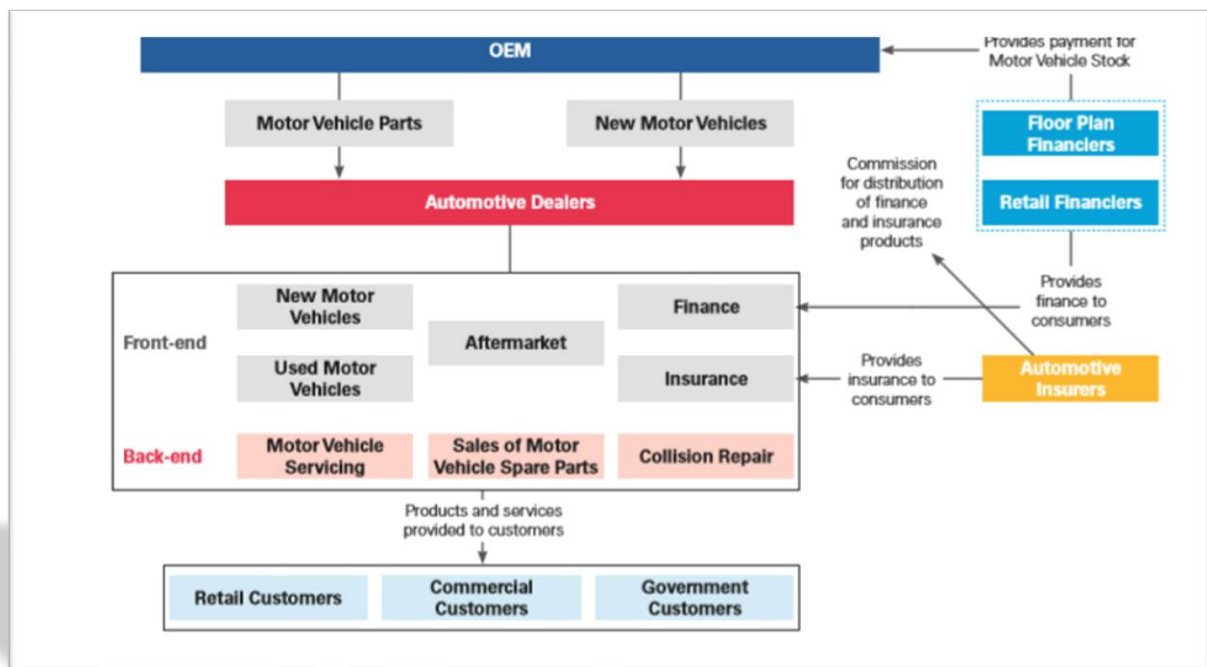 OEM
Provides payment for
Motor Vehicle Stock
Motor Vehicle Parts
New Motor Vehicles
Floor Plan
Financiers
Retail Financiers
Commission
for distribution
of finance
and insurance
products
Automotive Dealers
Provides
finance to
consumers
Front-end
New Motor
Vehicles
Used Motor
Vehicles
Aftermarket
Finance
Insurance
Provides
insurance to
consumers
Automotive
Insurers
Back-end
Motor Vehicle
Servicing
Sales of Motor
Vehicle Spare Parts
Collision Repair
Products and services
provided to customers
Retail Customers
Commercial
Customers
Government
Customers